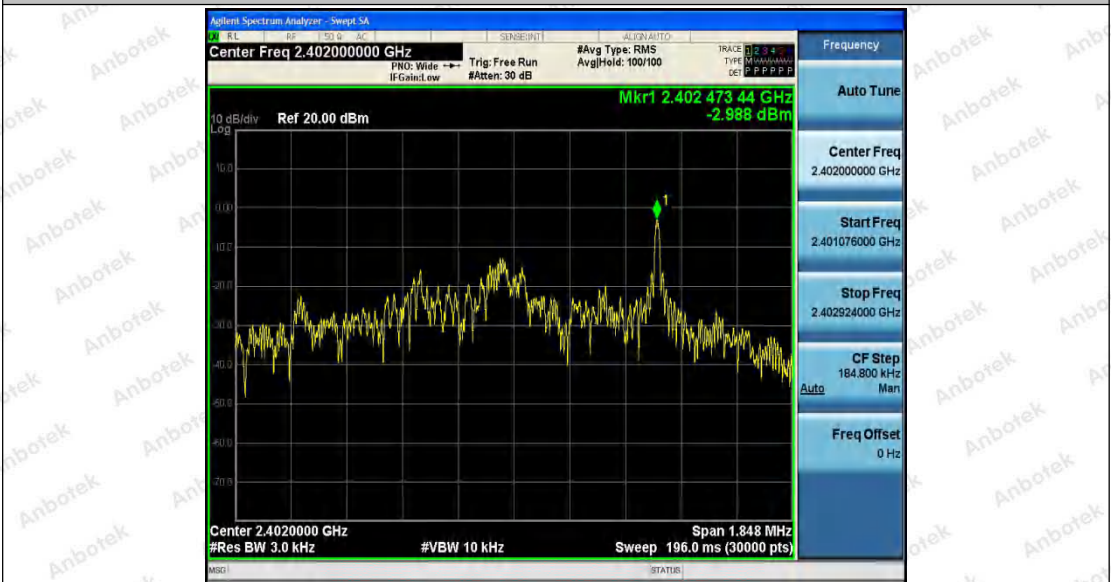 Agilent Spectrum Analyzer - Swept SA
RL RF 50 Ω AC SENSE:INT ALIGN AUTO
Center Freq 2.402000000 GHz
PNO: Wide
IFGain:Low
Trig: Free Run
#Atten: 30 dB
#Avg Type: RMS
Avg|Hold: 100/100
TRACE 1 2 3 4 5 6
TYPE M
DET P P P P P P
Mkr1 2.402 473 44 GHz
-2.988 dBm
10 dB/div Ref 20.00 dBm
Log
10.0
0.00
-10.0
-20.0
-30.0
-40.0
-50.0
-60.0
-70.0
1
Center 2.4020000 GHz
Span 1.848 MHz
#Res BW 3.0 kHz
#VBW 10 kHz
Sweep 196.0 ms (30000 pts)
MSG
STATUS
Frequency
Auto Tune
Center Freq
2.402000000 GHz
Start Freq
2.401076000 GHz
Stop Freq
2.402924000 GHz
CF Step
184.800 kHz
Auto Man
Freq Offset
0 Hz
Anbotek